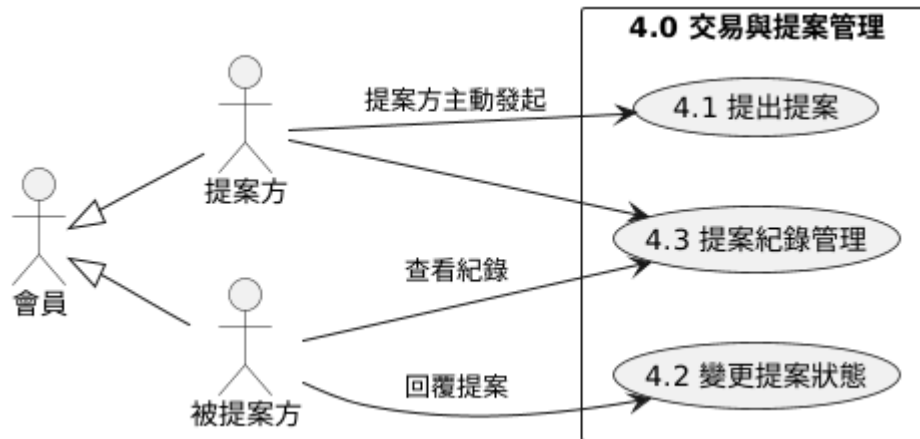 4.0 交易與提案管理
提案方主動發起
4.1 提出提案
提案方
4.3 提案紀錄管理
查看紀錄
會員
回覆提案
4.2 變更提案狀態
被提案方